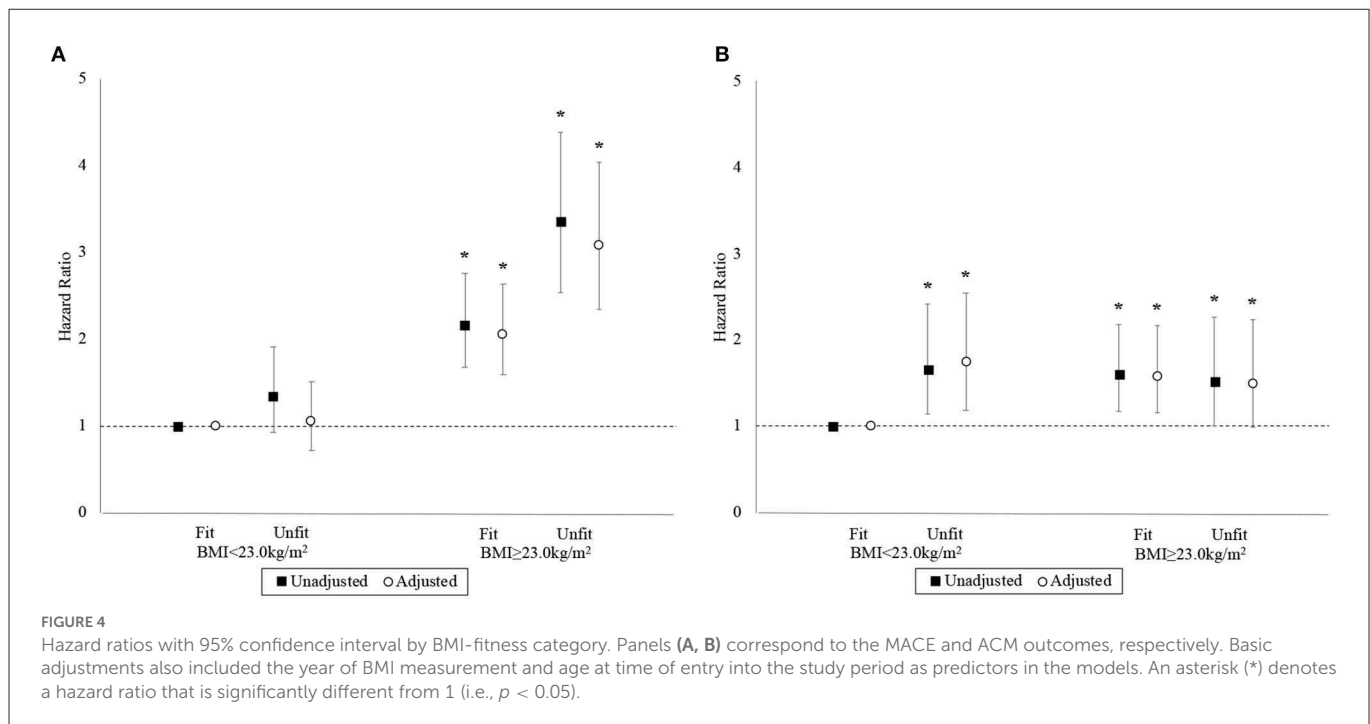 A
5
4
3
2
1
0
Hazard Ratio
* * * *
Fit Unfit Fit Unfit
BMI<23.0kg/m² BMI≥23.0kg/m²
■ Unadjusted ○ Adjusted
B
5
4
3
2
1
0
Hazard Ratio
* * * * * *
Fit Unfit Fit Unfit
BMI<23.0kg/m² BMI≥23.0kg/m²
■ Unadjusted ○ Adjusted
FIGURE 4
Hazard ratios with 95% confidence interval by BMI-fitness category. Panels (A, B) correspond to the MACE and ACM outcomes, respectively. Basic
adjustments also included the year of BMI measurement and age at time of entry into the study period as predictors in the models. An asterisk (*) denotes
a hazard ratio that is significantly different from 1 (i.e., p < 0.05).